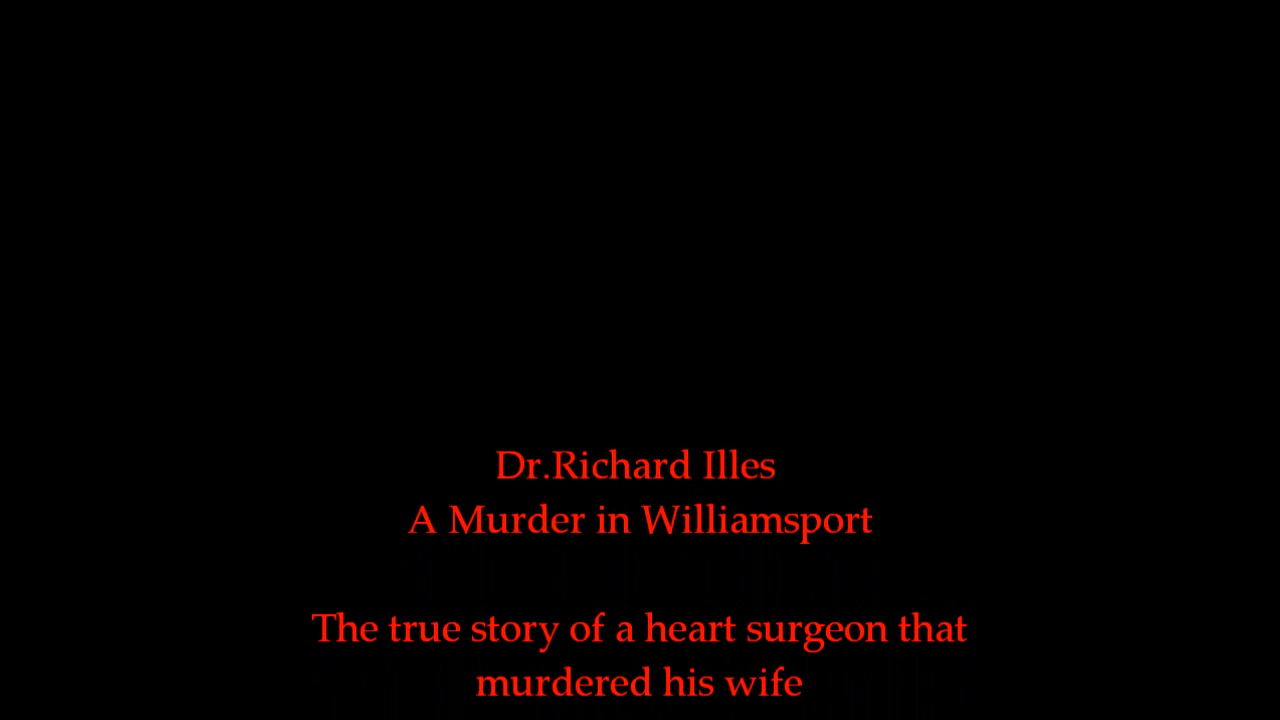 Dr.Richard Illes
A Murder in Williamsport
The true story of a heart surgeon that
murdered his wife